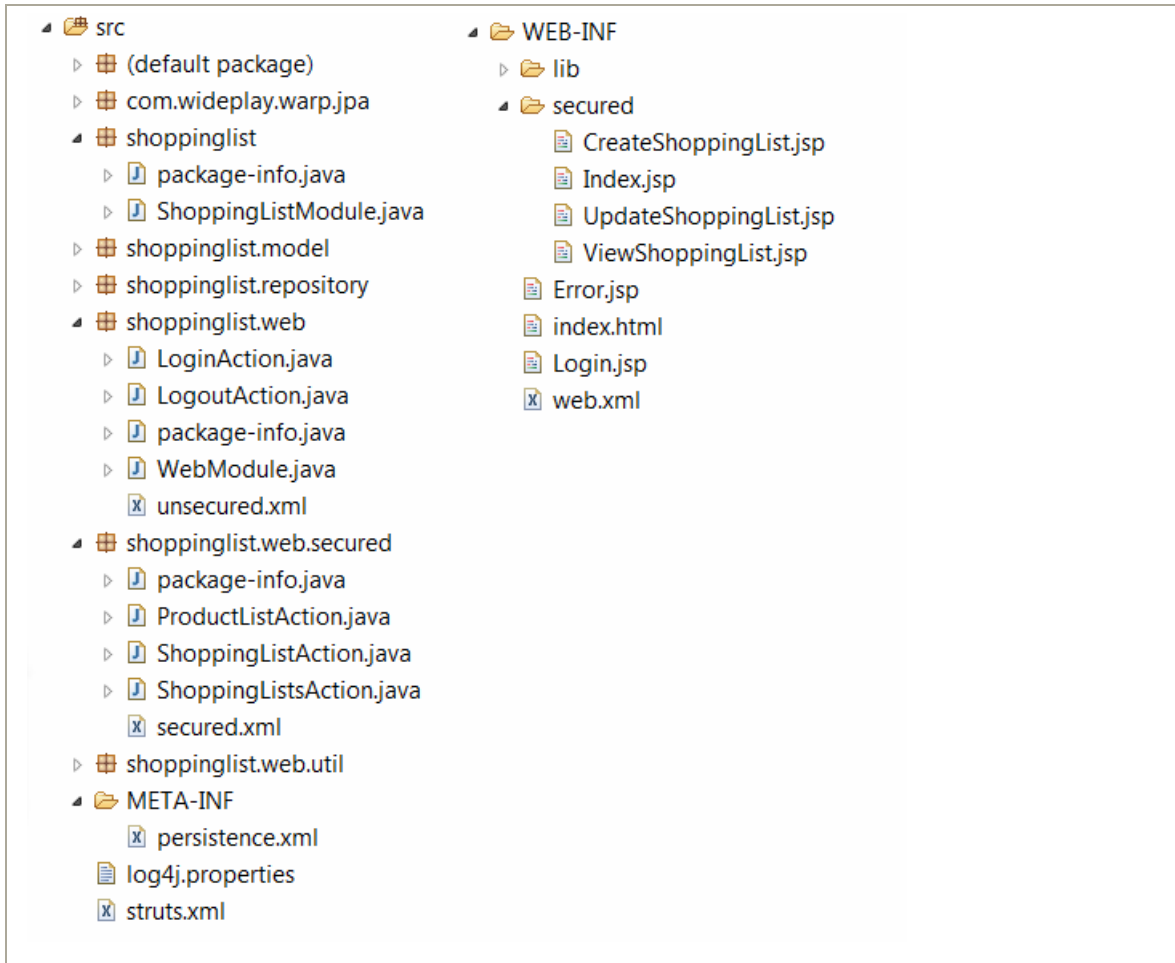 src
(default package)
com.wideplay.warp.jpa
shoppinglist
package-info.java
ShoppingListModule.java
shoppinglist.model
shoppinglist.repository
shoppinglist.web
LoginAction.java
LogoutAction.java
package-info.java
WebModule.java
unsecured.xml
shoppinglist.web.secured
package-info.java
ProductListAction.java
ShoppingListAction.java
ShoppingListsAction.java
secured.xml
shoppinglist.web.util
META-INF
persistence.xml
log4j.properties
struts.xml
WEB-INF
lib
secured
CreateShoppingList.jsp
Index.jsp
UpdateShoppingList.jsp
ViewShoppingList.jsp
Error.jsp
index.html
Login.jsp
web.xml